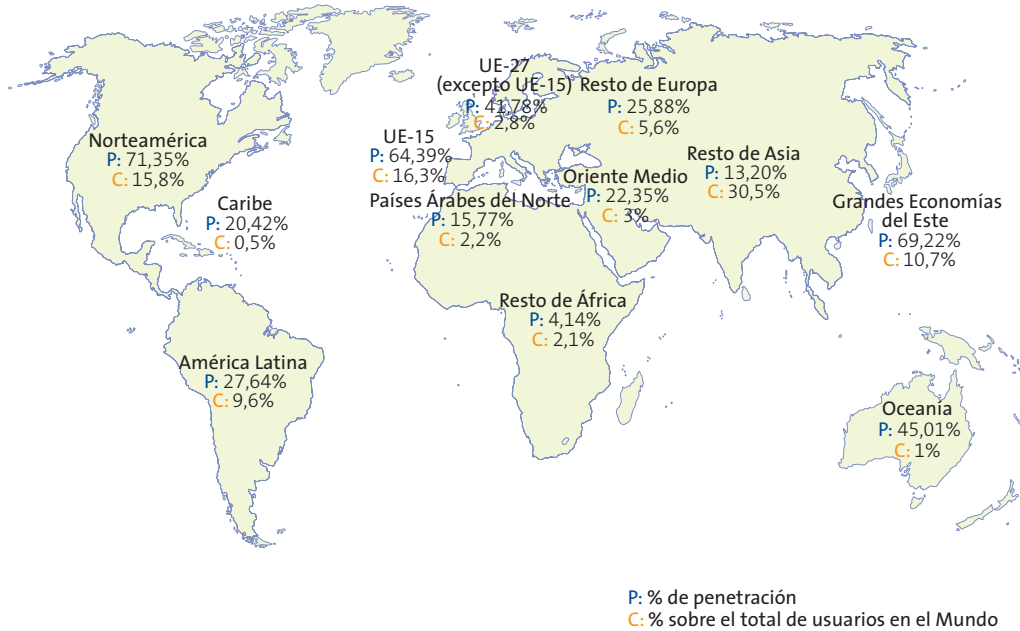 UE-27
(excepto UE-15)
P: 41,78%
C: 2,8%
Resto de Europa
P: 25,88%
C: 5,6%
Norteamérica
P: 71,35%
C: 15,8%
UE-15
P: 64,39%
C: 16,3%
Resto de Asia
P: 13,20%
C: 30,5%
Oriente Medio
P: 22,35%
C: 3%
Caribe
P: 20,42%
C: 0,5%
Países Árabes del Norte
P: 15,77%
C: 2,2%
Grandes Economías
del Este
P: 69,22%
C: 10,7%
Resto de África
P: 4,14%
C: 2,1%
América Latina
P: 27,64%
C: 9,6%
Oceanía
P: 45,01%
C: 1%
P: % de penetración
C: % sobre el total de usuarios en el Mundo